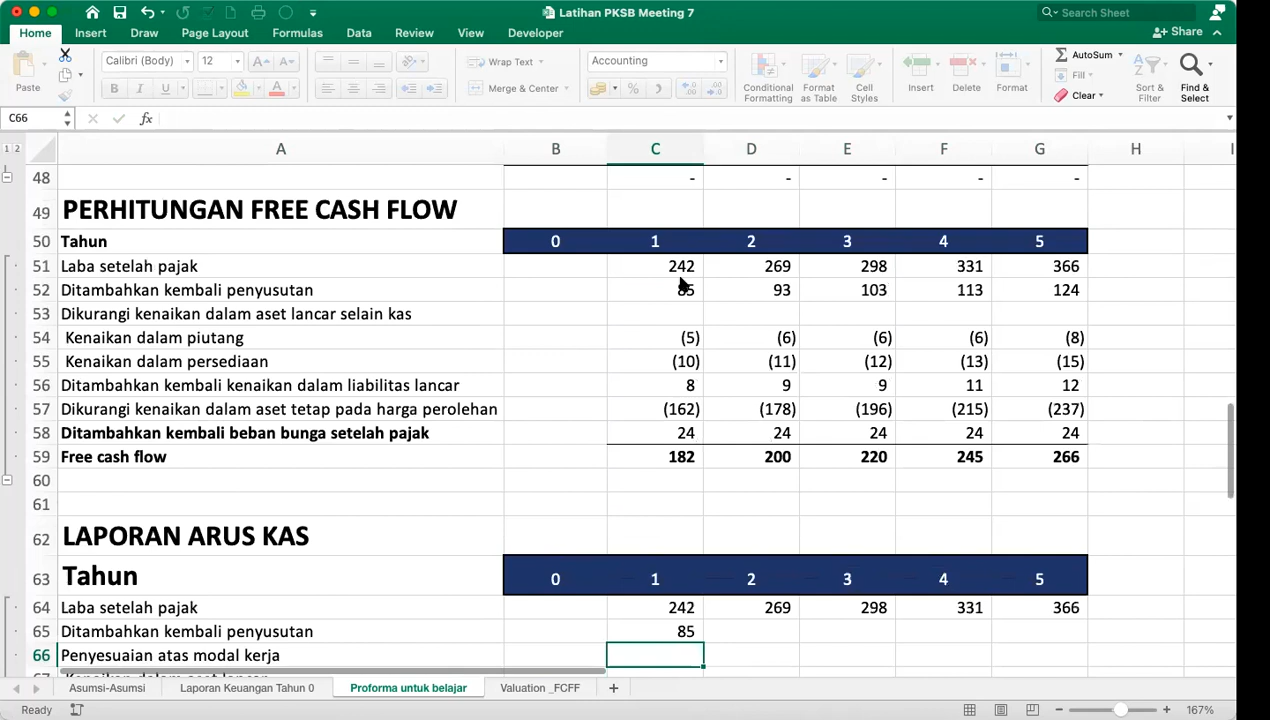 Latihan PKSB Meeting 7
Search Sheet
Home Insert Draw Page Layout Formulas Data Review View Developer
Share
Paste
Calibri (Body) 12
B I U
Wrap Text
Merge & Center
Accounting
Conditional Formatting
Format as Table
Cell Styles
Insert
Delete
Format
AutoSum
Fill
Clear
Sort & Filter
Find & Select
C66 fx
1 2 A B C D E F G H I
48 - - - - -
49 PERHITUNGAN FREE CASH FLOW
50 Tahun 0 1 2 3 4 5
51 Laba setelah pajak 242 269 298 331 366
52 Ditambahkan kembali penyusutan 85 93 103 113 124
53 Dikurangi kenaikan dalam aset lancar selain kas
54 Kenaikan dalam piutang (5) (6) (6) (6) (8)
55 Kenaikan dalam persediaan (10) (11) (12) (13) (15)
56 Ditambahkan kembali kenaikan dalam liabilitas lancar 8 9 9 11 12
57 Dikurangi kenaikan dalam aset tetap pada harga perolehan (162) (178) (196) (215) (237)
58 Ditambahkan kembali beban bunga setelah pajak 24 24 24 24 24
59 Free cash flow 182 200 220 245 266
60
61
62 LAPORAN ARUS KAS
63 Tahun 0 1 2 3 4 5
64 Laba setelah pajak 242 269 298 331 366
65 Ditambahkan kembali penyusutan 85
66 Penyesuaian atas modal kerja
Asumsi-Asumsi Laporan Keuangan Tahun 0 Proforma untuk belajar Valuation _FCFF
Ready 167%